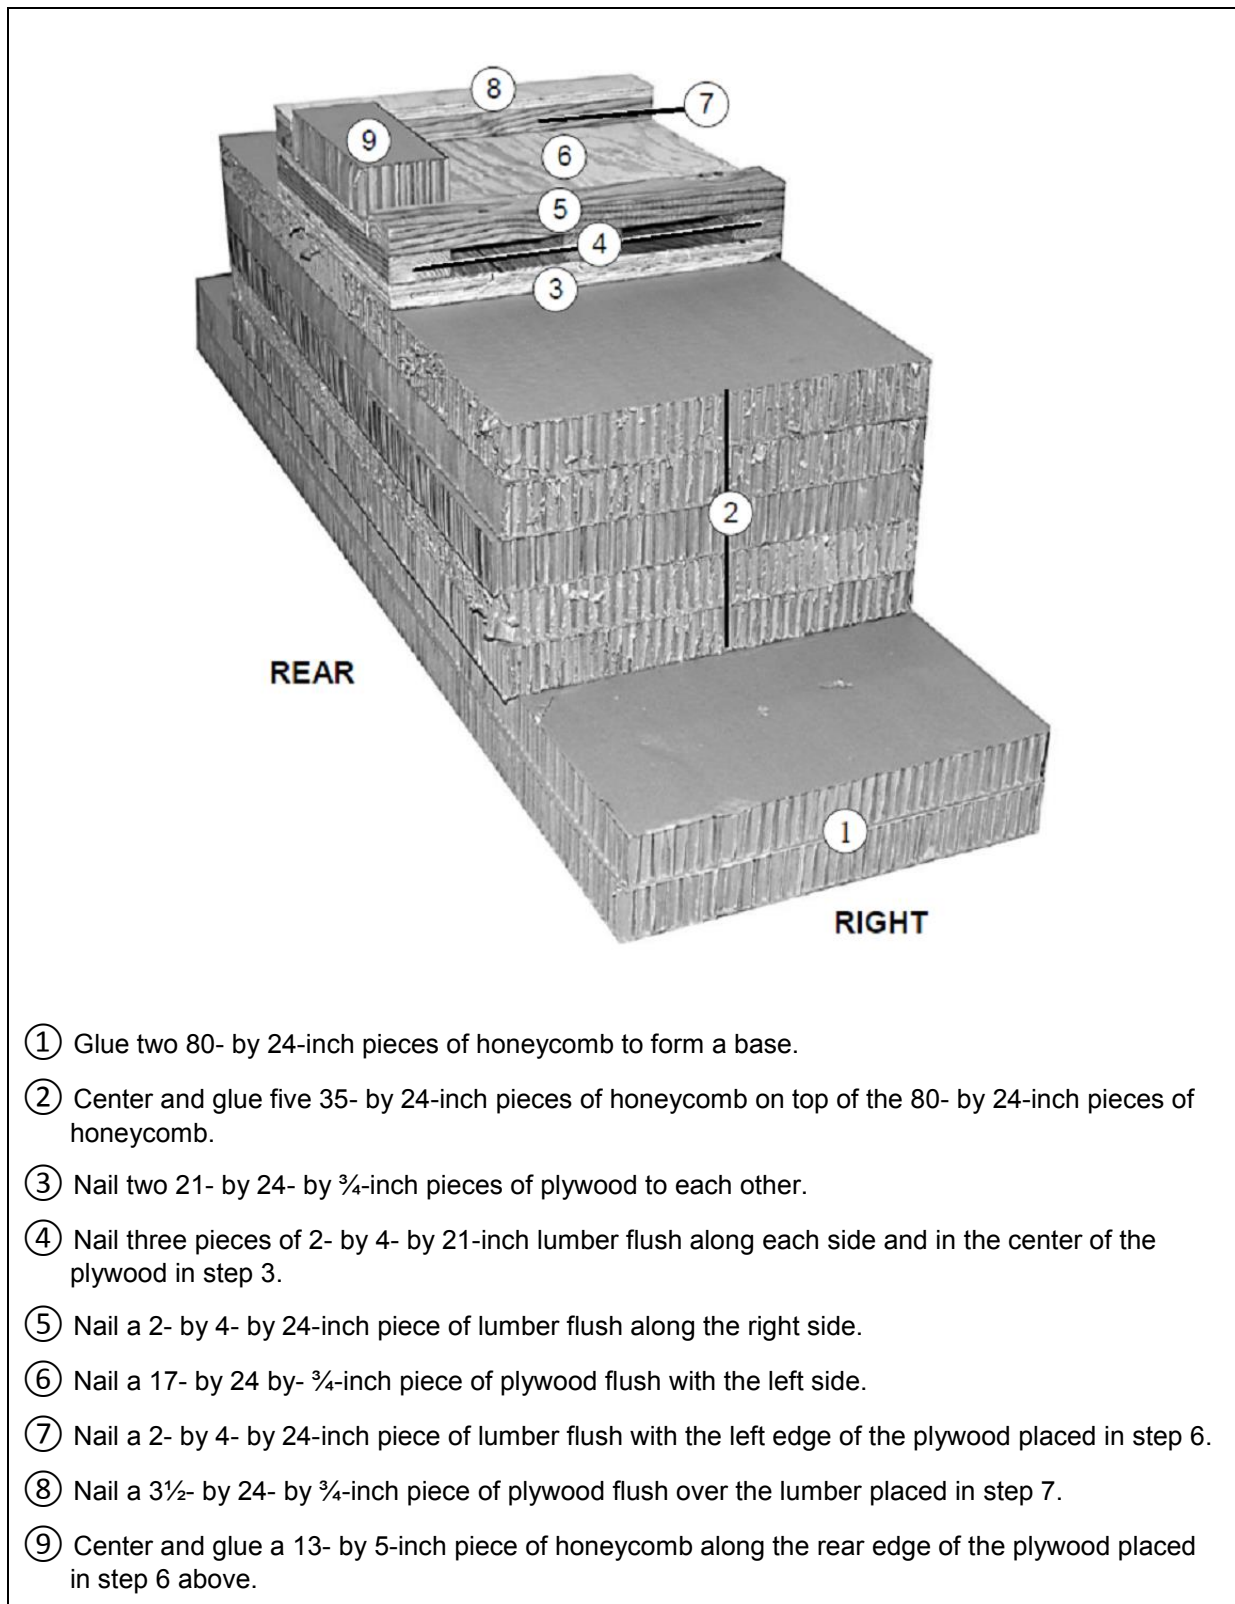 8
7
9
6
5
4
3
2
REAR
1
RIGHT
① Glue two 80- by 24-inch pieces of honeycomb to form a base.
② Center and glue five 35- by 24-inch pieces of honeycomb on top of the 80- by 24-inch pieces of
honeycomb.
③ Nail two 21- by 24- by ¾-inch pieces of plywood to each other.
④ Nail three pieces of 2- by 4- by 21-inch lumber flush along each side and in the center of the
plywood in step 3.
⑤ Nail a 2- by 4- by 24-inch piece of lumber flush along the right side.
⑥ Nail a 17- by 24 by- ¾-inch piece of plywood flush with the left side.
⑦ Nail a 2- by 4- by 24-inch piece of lumber flush with the left edge of the plywood placed in step 6.
⑧ Nail a 3½- by 24- by ¾-inch piece of plywood flush over the lumber placed in step 7.
⑨ Center and glue a 13- by 5-inch piece of honeycomb along the rear edge of the plywood placed
in step 6 above.